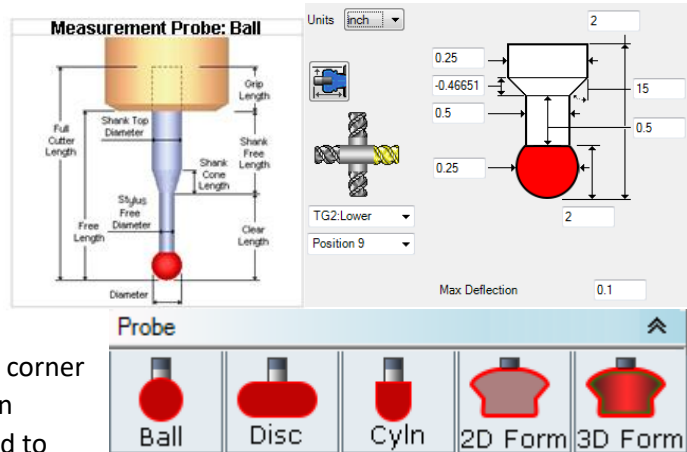 Measurement Probe: Ball
Grip
Length
Shank Top
Diameter
Full
Cutter
Length
Shank
Free
Length
Shank
Cone
Length
Stylus
Free
Diameter
Free
Length
Clear
Length
Diameter
Units inch
2
0.25
-0.46651
15
0.5
0.5
0.25
2
TG2:Lower
Position 9
Max Deflection 0.1
corner
n
d to
Probe
Ball Disc Cyln 2D Form 3D Form